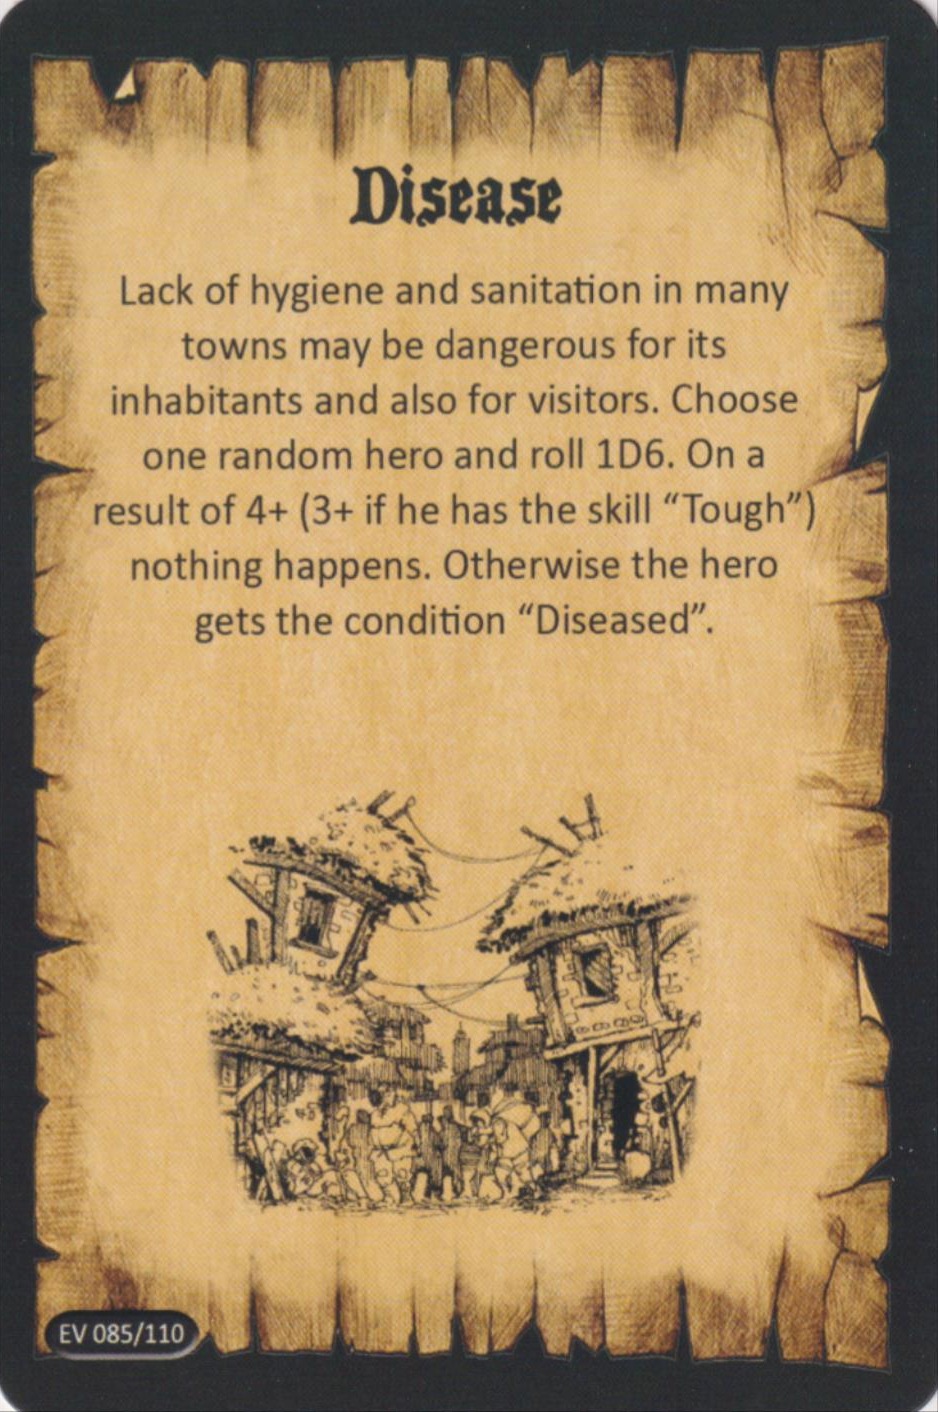 Disease
Lack of hygiene and sanitation in many
towns may be dangerous for its
inhabitants and also for visitors. Choose
one random hero and roll 1D6. On a
result of 4+ (3+ if he has the skill “Tough”)
nothing happens. Otherwise the hero
gets the condition “Diseased”.
EV 085/110